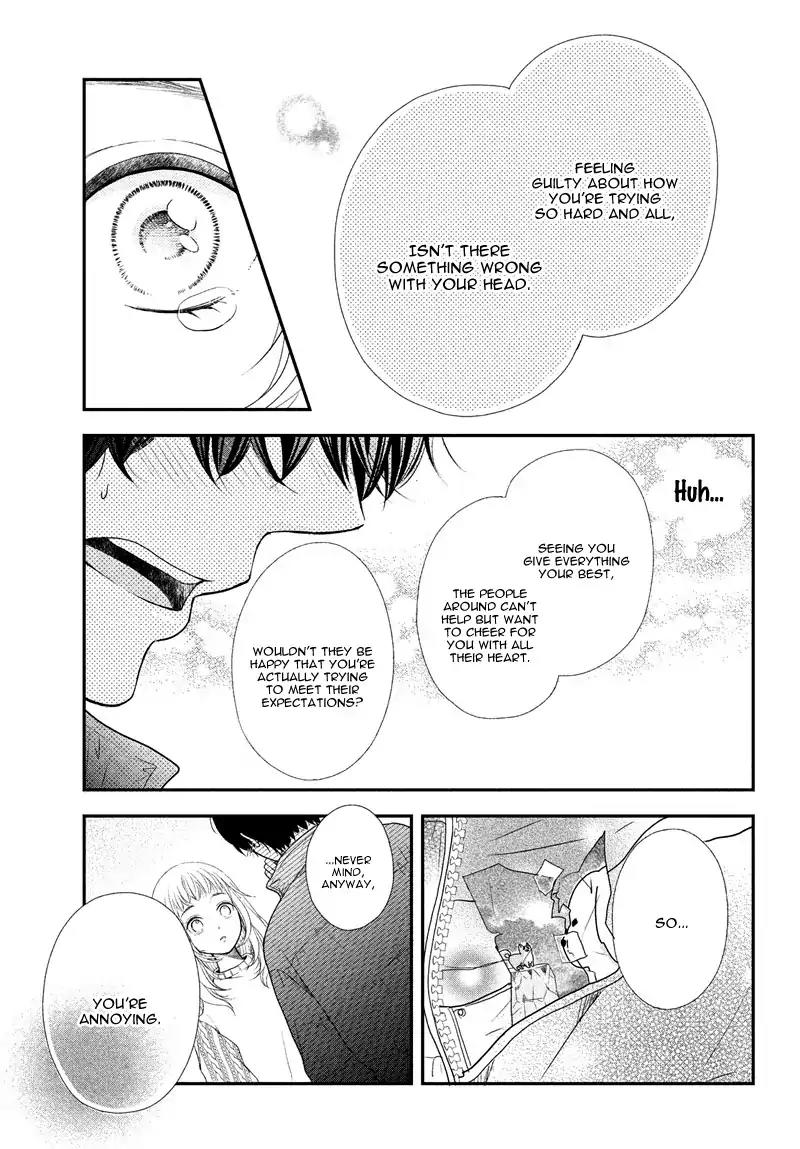 FEELING
GUILTY ABOUT HOW
YOU'RE TRYING
SO HARD AND ALL,
ISN'T THERE
SOMETHING WRONG
WITH YOUR HEAD.
HUH...
SEEING YOU
GIVE EVERYTHING
YOUR BEST,
THE PEOPLE
AROUND CAN'T
HELP BUT WANT
TO CHEER FOR
YOU WITH ALL
THEIR HEART.
WOULDN'T THEY BE
HAPPY THAT YOU'RE
ACTUALLY TRYING
TO MEET THEIR
EXPECTATIONS?
SO...
...NEVER
MIND,
ANYWAY,
YOU'RE
ANNOYING.